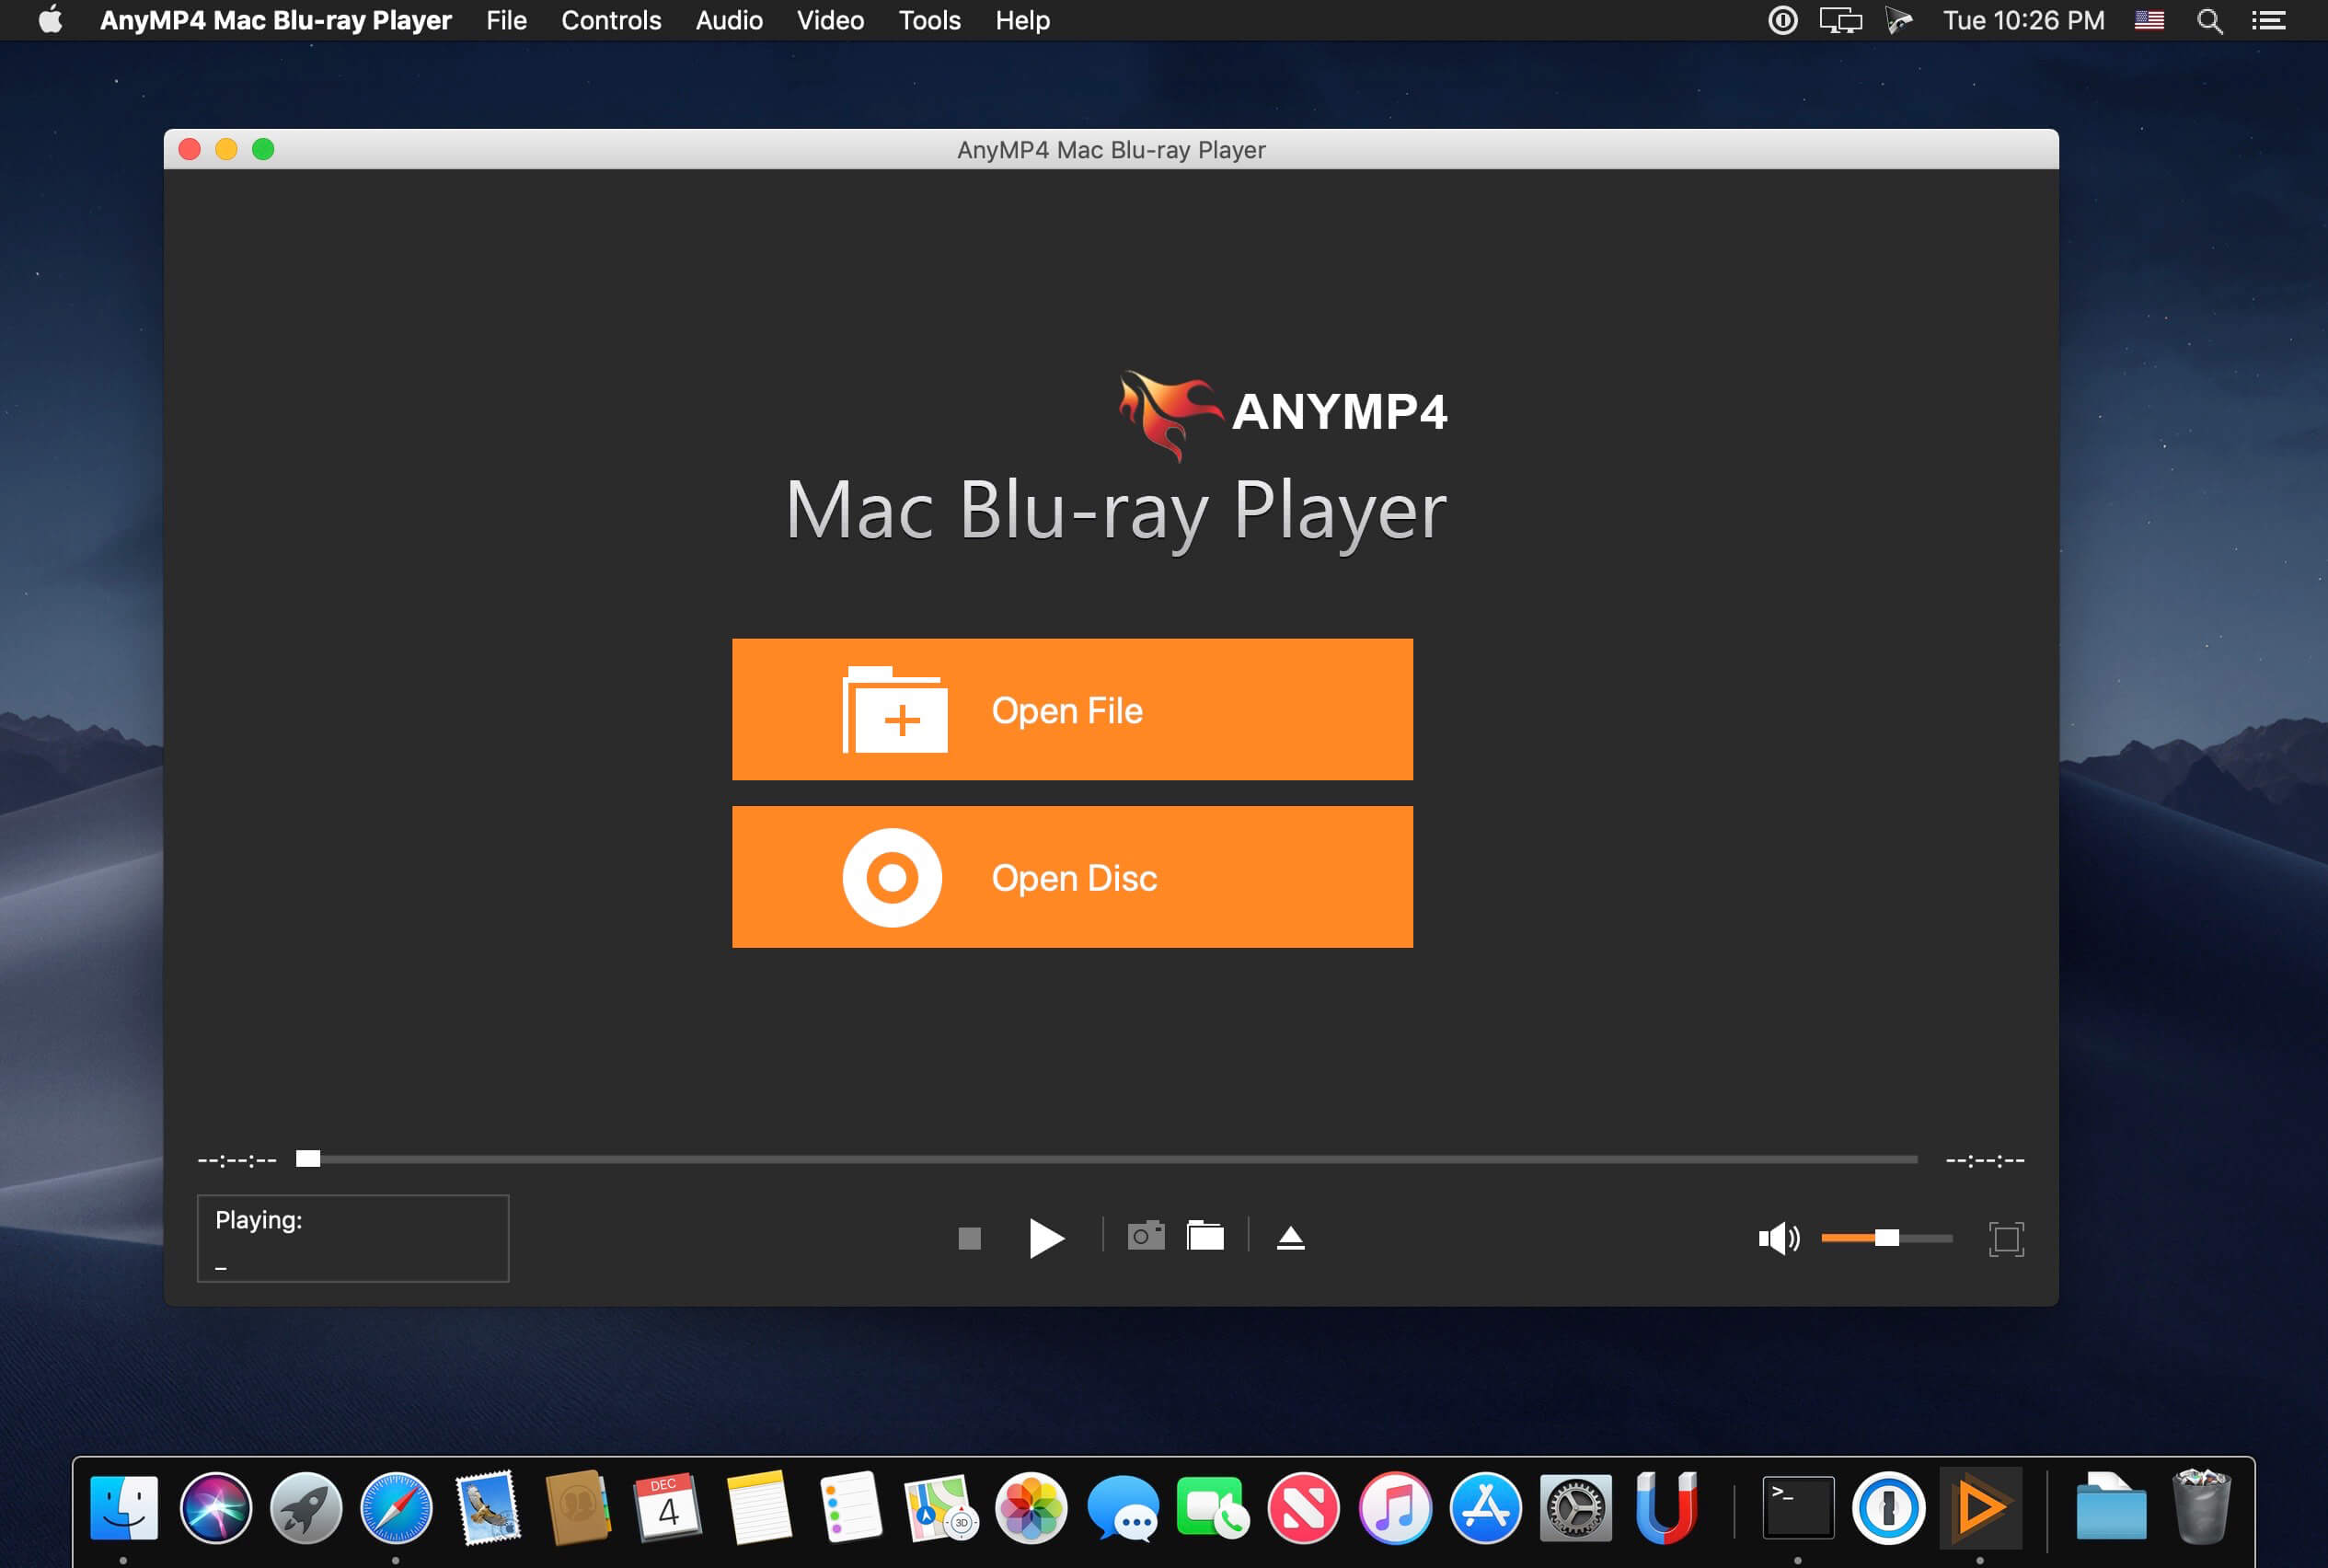 AnyMP4 Mac Blu-ray Player File Controls Audio Video Tools Help Tue 10:26 PM
AnyMP4 Mac Blu-ray Player
ANYMP4
Mac Blu-ray Player
Open File
Open Disc
--:--:-- --:--:--
Playing:
_
DEC
4
3D
>_